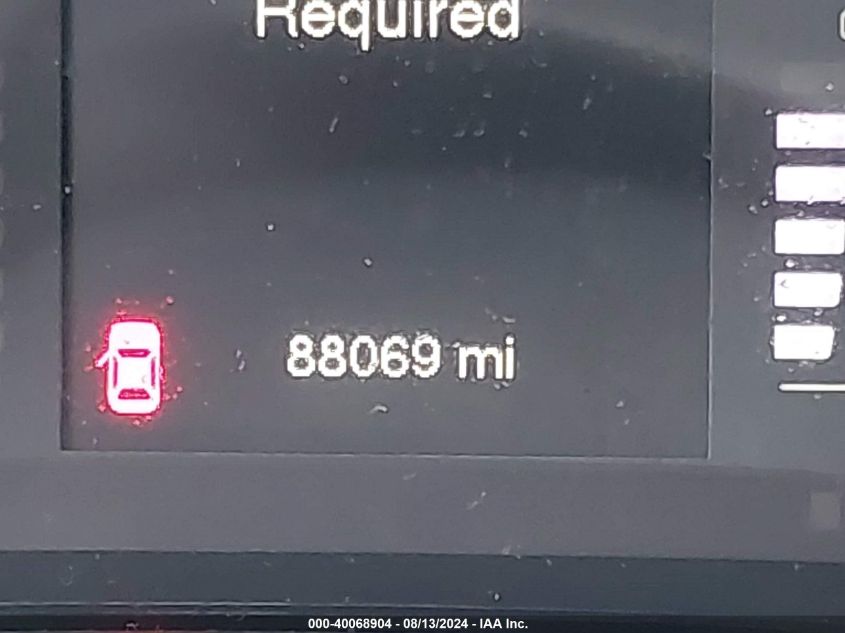 Required
88069 mi
000-40068904 - 08/13/2024 - IAA Inc.